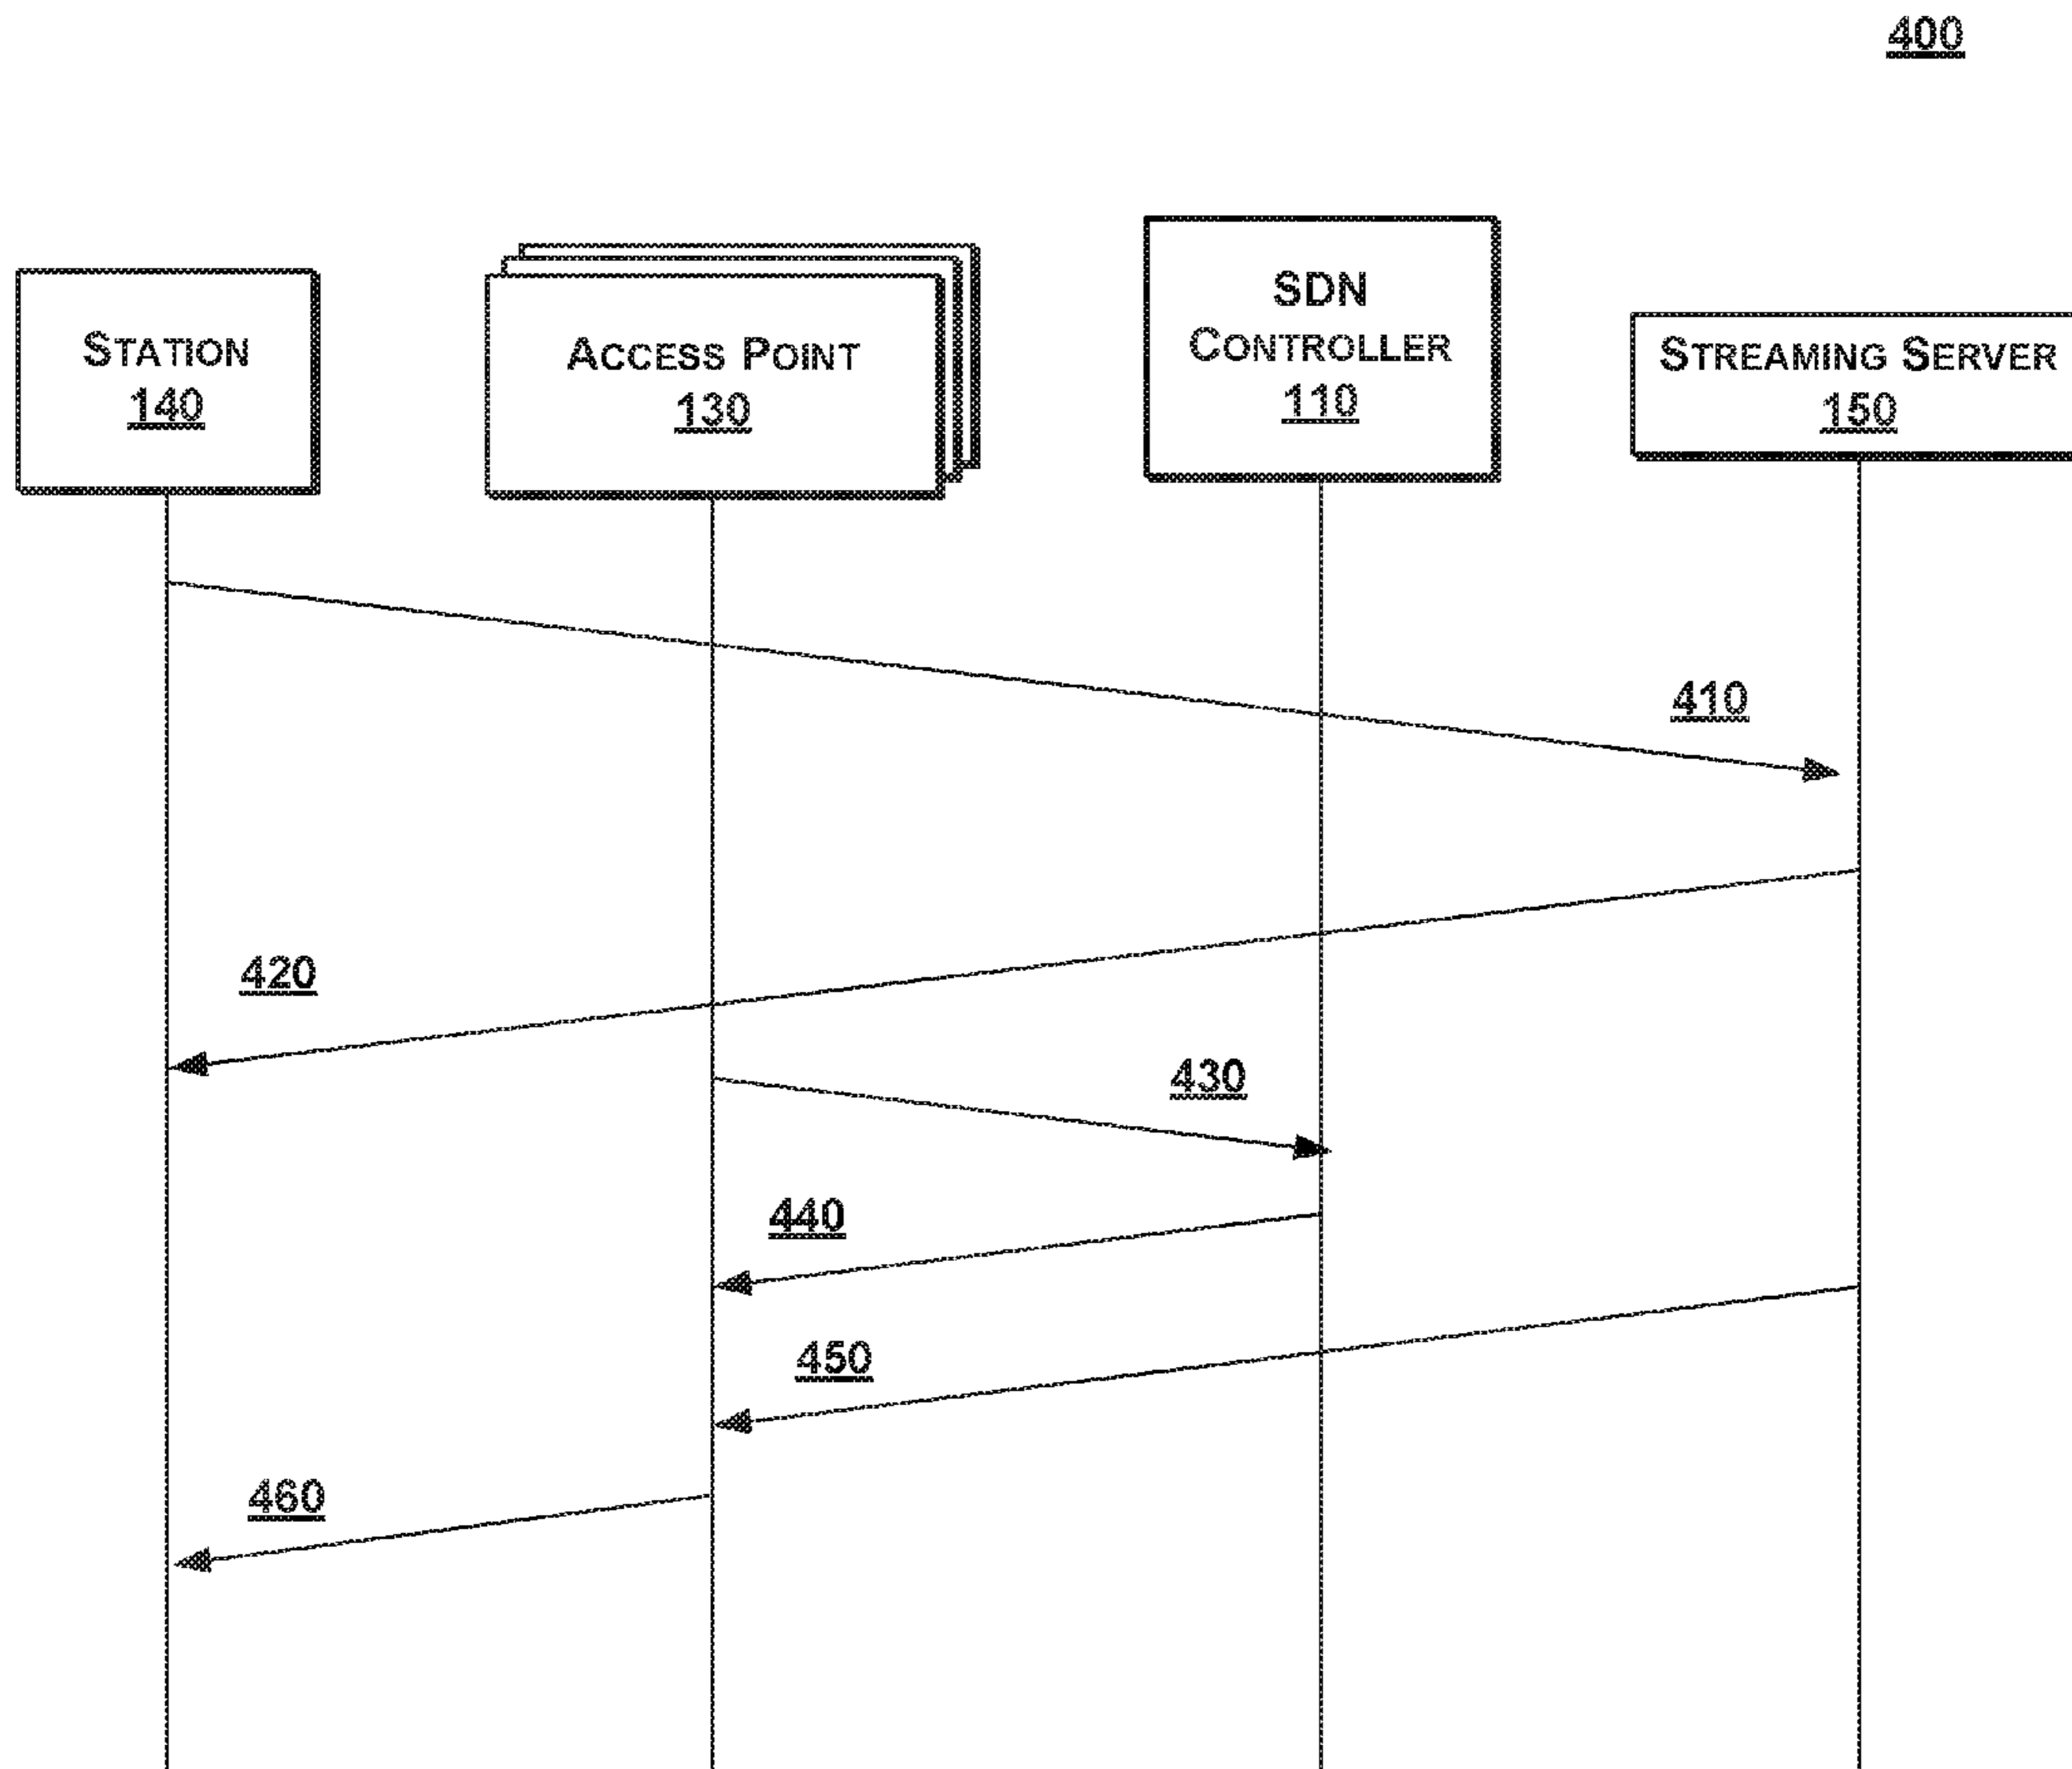 400
STATION
140
ACCESS POINT
130
SDN
CONTROLLER
110
STREAMING SERVER
150
410
420
430
440
450
460